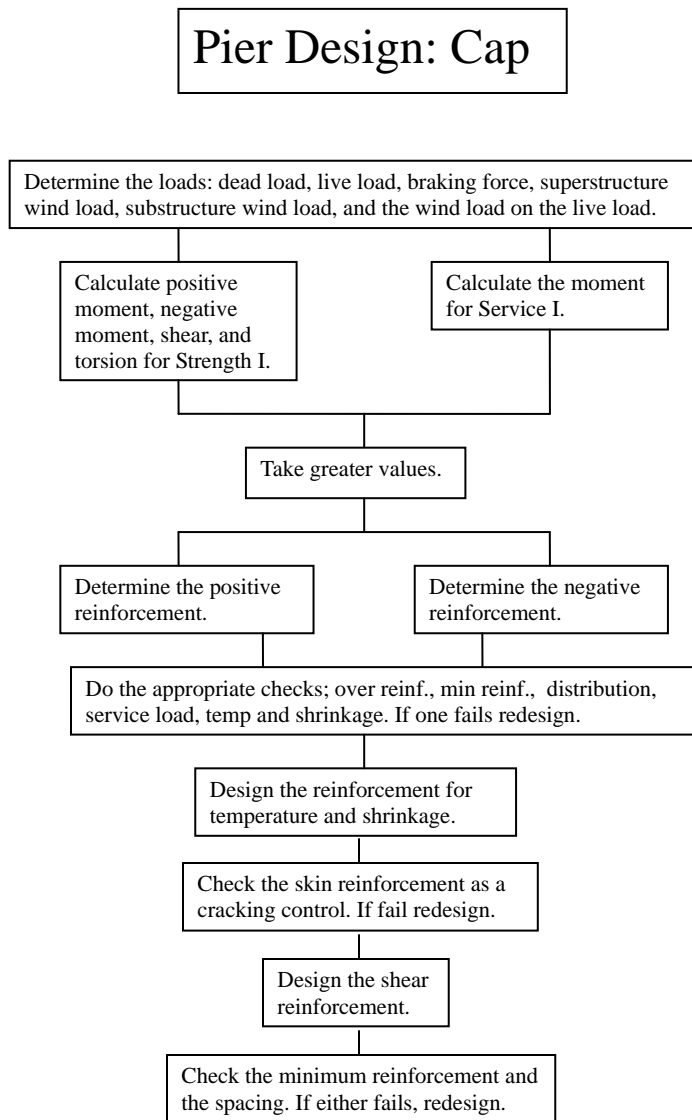 Pier Design: Cap
Determine the loads: dead load, live load, braking force, superstructure
wind load, substructure wind load, and the wind load on the live load.
Calculate positive
moment, negative
moment, shear, and
torsion for Strength I.
Calculate the moment
for Service I.
Take greater values.
Determine the positive
reinforcement.
Determine the negative
reinforcement.
Do the appropriate checks; over reinf., min reinf.,  distribution,
service load, temp and shrinkage. If one fails redesign.
Design the reinforcement for
temperature and shrinkage.
Check the skin reinforcement as a
cracking control. If fail redesign.
Design the shear
reinforcement.
Check the minimum reinforcement and
the spacing. If either fails, redesign.